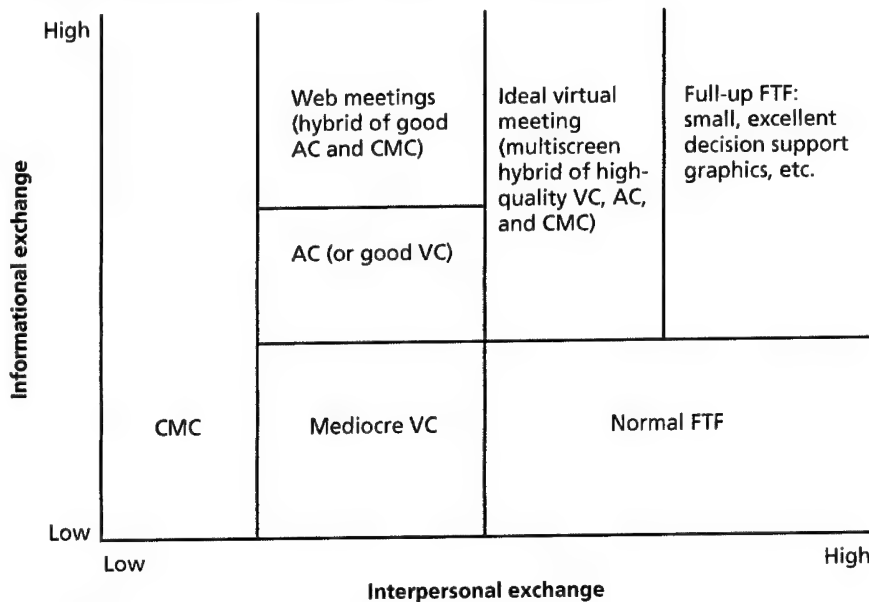 High
Informational exchange
Web meetings
(hybrid of good
AC and CMC)
Ideal virtual
meeting
(multiscreen
hybrid of high-
quality VC, AC,
and CMC)
Full-up FTF:
small, excellent
decision support
graphics, etc.
AC (or good VC)
CMC
Mediocre VC
Normal FTF
Low
Low
High
Interpersonal exchange